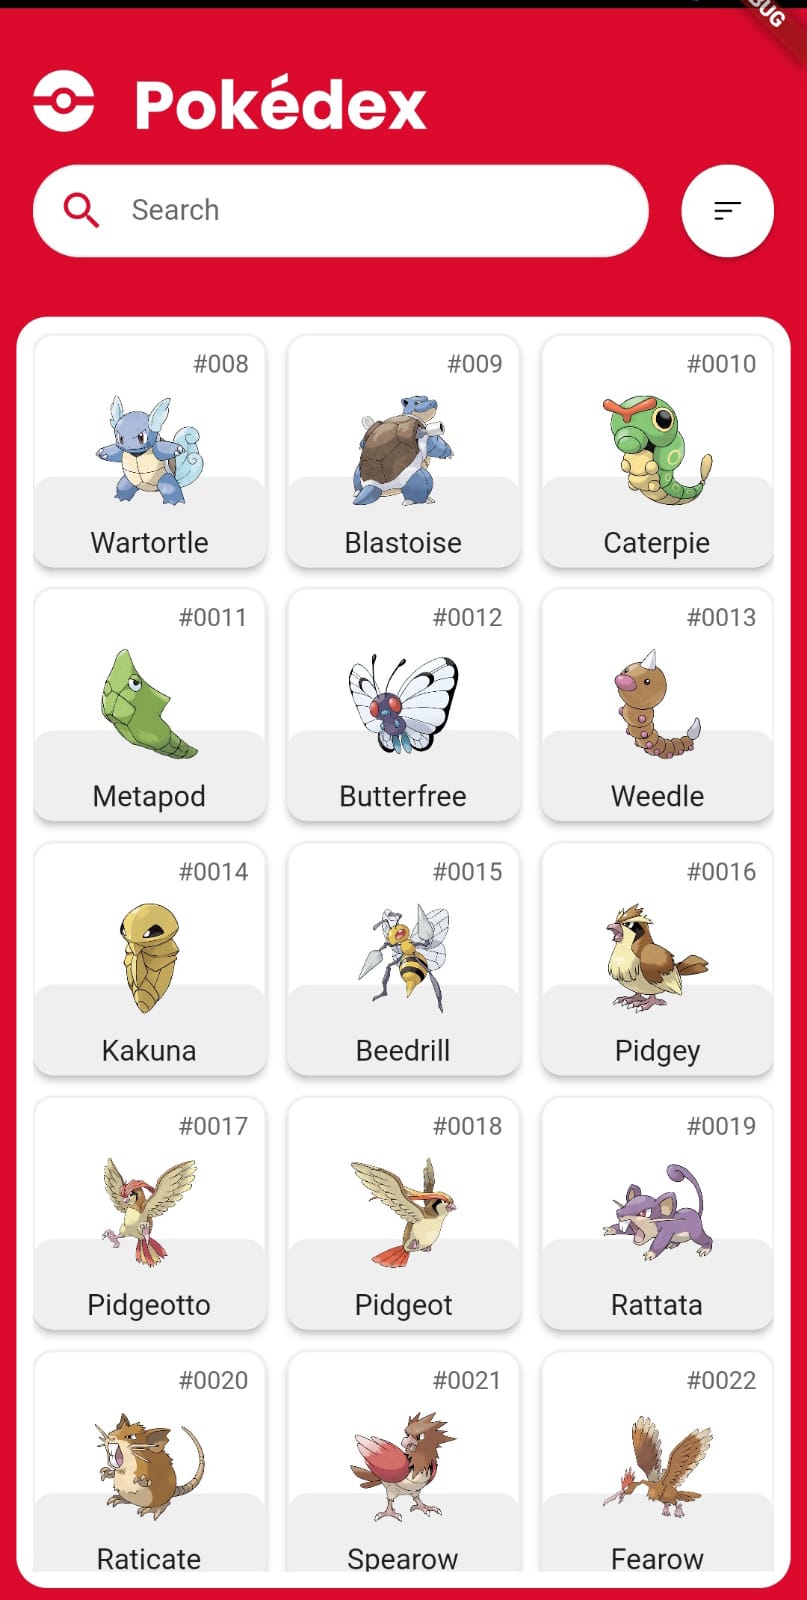 BUG
Pokédex
Search
#008 #009 #0010
Wartortle Blastoise Caterpie
#0011 #0012 #0013
Metapod Butterfree Weedle
#0014 #0015 #0016
Kakuna Beedrill Pidgey
#0017 #0018 #0019
Pidgeotto Pidgeot Rattata
#0020 #0021 #0022
Raticate Spearow Fearow